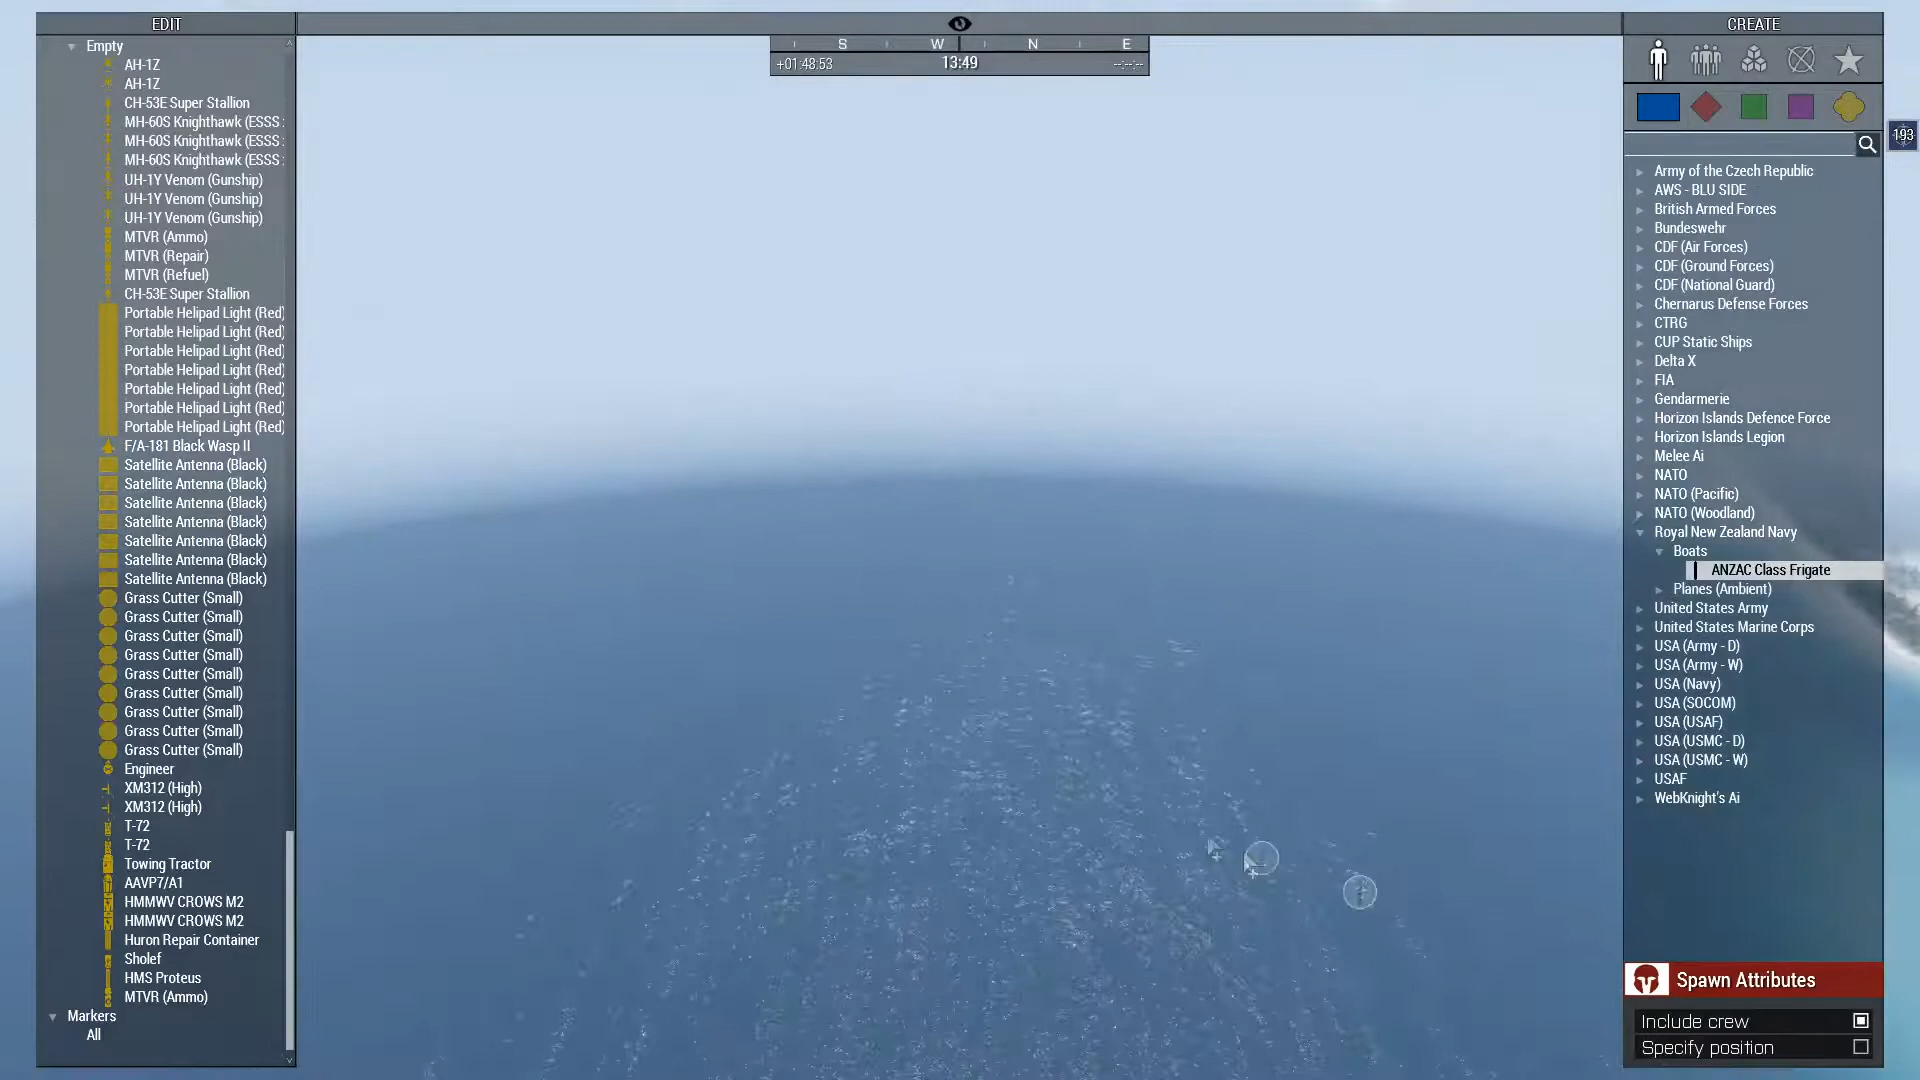 EDIT
Empty
AH-1Z
AH-1Z
CH-53E Super Stallion
MH-60S Knighthawk (ESSS :
MH-60S Knighthawk (ESSS :
MH-60S Knighthawk (ESSS :
UH-1Y Venom (Gunship)
UH-1Y Venom (Gunship)
UH-1Y Venom (Gunship)
MTVR (Ammo)
MTVR (Repair)
MTVR (Refuel)
CH-53E Super Stallion
Portable Helipad Light (Red)
Portable Helipad Light (Red)
Portable Helipad Light (Red)
Portable Helipad Light (Red)
Portable Helipad Light (Red)
Portable Helipad Light (Red)
Portable Helipad Light (Red)
F/A-181 Black Wasp II
Satellite Antenna (Black)
Satellite Antenna (Black)
Satellite Antenna (Black)
Satellite Antenna (Black)
Satellite Antenna (Black)
Satellite Antenna (Black)
Satellite Antenna (Black)
Grass Cutter (Small)
Grass Cutter (Small)
Grass Cutter (Small)
Grass Cutter (Small)
Grass Cutter (Small)
Grass Cutter (Small)
Grass Cutter (Small)
Grass Cutter (Small)
Grass Cutter (Small)
Engineer
XM312 (High)
XM312 (High)
T-72
T-72
Towing Tractor
AAVP7/A1
HMMWV CROWS M2
HMMWV CROWS M2
Huron Repair Container
Sholef
HMS Proteus
MTVR (Ammo)
Markers
All
S W N E
+01:48:53 13:49 --:--:--
CREATE
193
Army of the Czech Republic
AWS - BLU SIDE
British Armed Forces
Bundeswehr
CDF (Air Forces)
CDF (Ground Forces)
CDF (National Guard)
Chernarus Defense Forces
CTRG
CUP Static Ships
Delta X
FIA
Gendarmerie
Horizon Islands Defence Force
Horizon Islands Legion
Melee Ai
NATO
NATO (Pacific)
NATO (Woodland)
Royal New Zealand Navy
Boats
ANZAC Class Frigate
Planes (Ambient)
United States Army
United States Marine Corps
USA (Army - D)
USA (Army - W)
USA (Navy)
USA (SOCOM)
USA (USAF)
USA (USMC - D)
USA (USMC - W)
USAF
WebKnight's Ai
Spawn Attributes
Include crew
Specify position